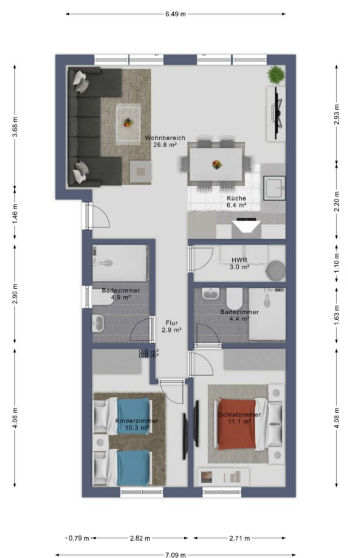 6.49 m
3.68 m
2.93 m
Wohnbereich
26.8 m²
Küche
6.4 m²
1.46 m
2.20 m
2.90 m
HWR
3.0 m²
1.10 m
Badezimmer
4.9 m²
Badezimmer
4.4 m²
1.63 m
Flur
2.9 m²
4.08 m
4.08 m
Kinderzimmer
10.3 m²
Schlafzimmer
11.1 m²
0.79 m
2.82 m
2.71 m
7.09 m